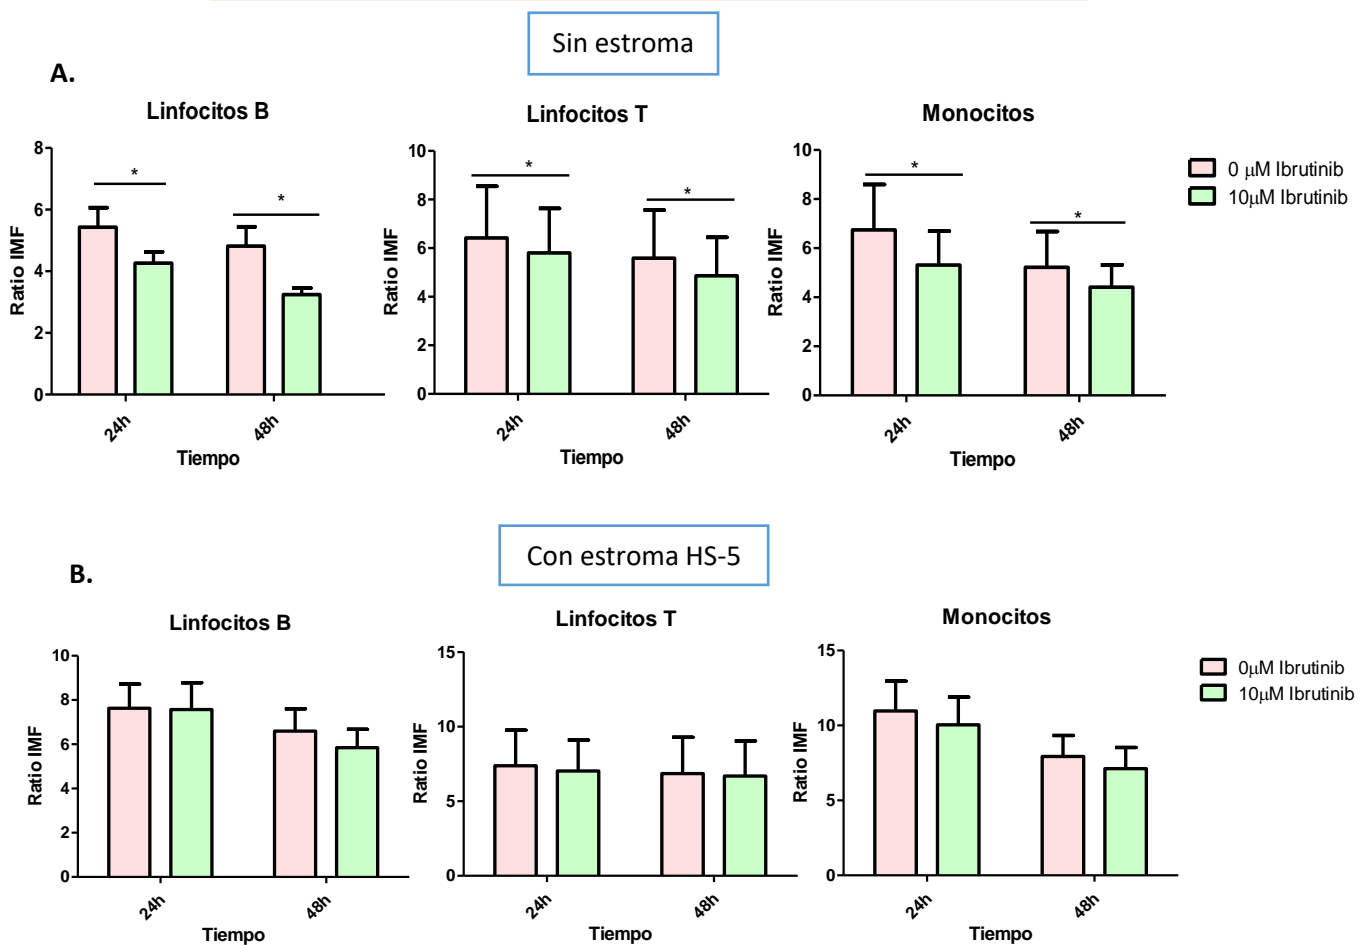 Sin estroma
A.
Linfocitos B
Ratio IMF
8
6
4
2
0
*
*
24h
48h
Tiempo
Linfocitos T
Ratio IMF
10
8
6
4
2
0
*
*
24h
48h
Tiempo
Monocitos
Ratio IMF
10
8
6
4
2
0
*
*
24h
48h
Tiempo
0 μM Ibrutinib
10μM Ibrutinib
Con estroma HS-5
B.
Linfocitos B
Ratio IMF
10
8
6
4
2
0
24h
48h
Tiempo
Linfocitos T
Ratio IMF
15
10
5
0
24h
48h
Tiempo
Monocitos
Ratio IMF
15
10
5
0
24h
48h
Tiempo
0μM Ibrutinib
10μM Ibrutinib